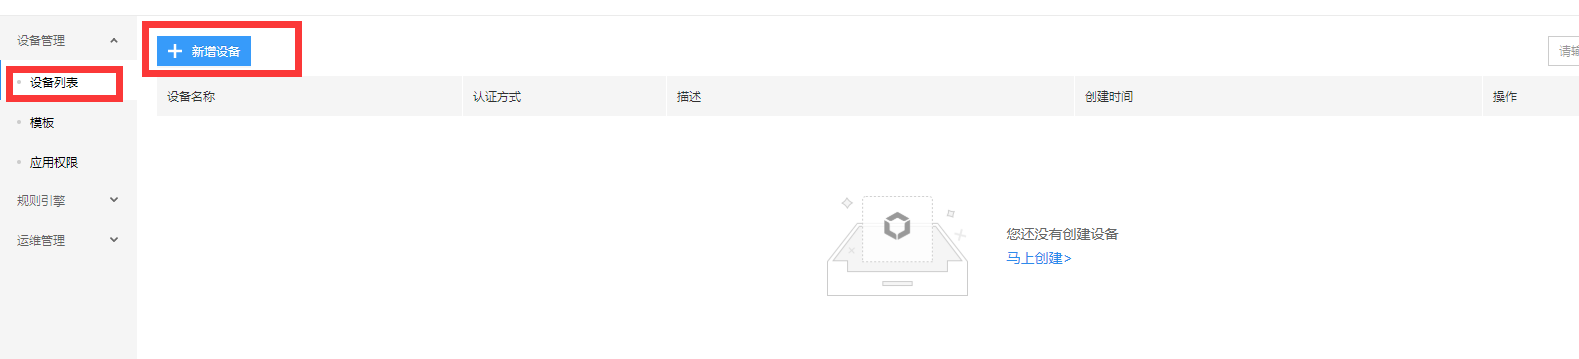 设备管理
设备列表
模板
应用权限
规则引擎
运维管理
新增设备
请输
设备名称
认证方式
描述
创建时间
操作
您还没有创建设备
马上创建>